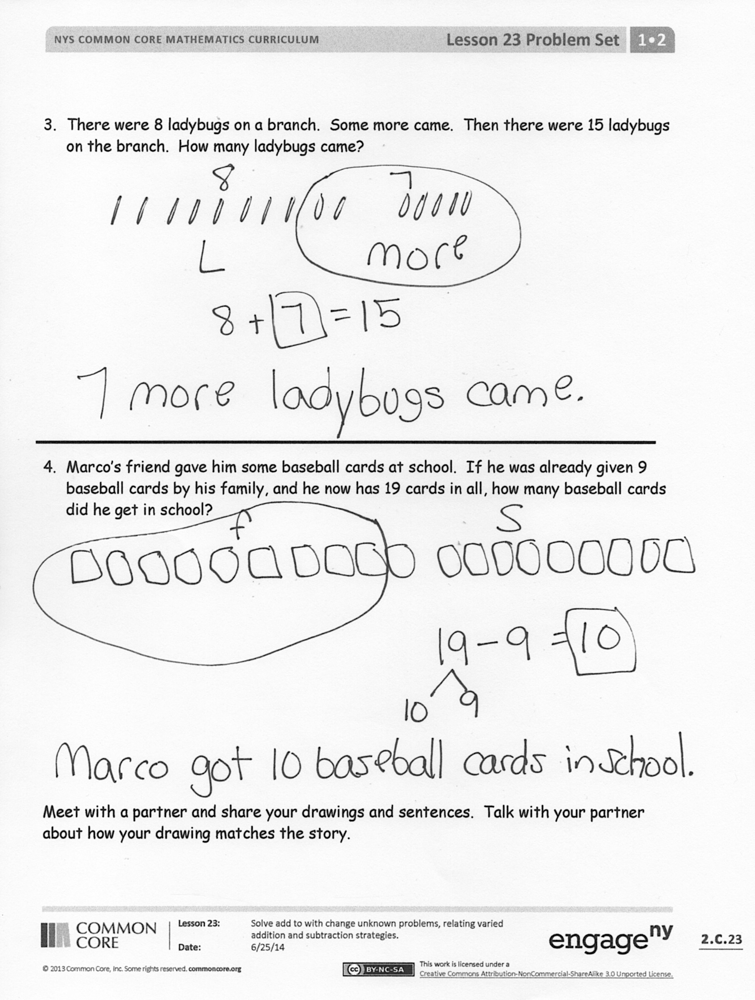 NYS COMMON CORE MATHEMATICS CURRICULUM Lesson 23 Problem Set 1•2
3. There were 8 ladybugs on a branch. Some more came. Then there were 15 ladybugs
on the branch. How many ladybugs came?
8 7
L more
8 + 7 = 15
7 more ladybugs came.
4. Marco's friend gave him some baseball cards at school. If he was already given 9
baseball cards by his family, and he now has 19 cards in all, how many baseball cards
did he get in school?
f S
19 - 9 = 10
10 9
Marco got 10 baseball cards in school.
Meet with a partner and share your drawings and sentences. Talk with your partner
about how your drawing matches the story.
COMMON
CORE
Lesson 23: Solve add to with change unknown problems, relating varied
addition and subtraction strategies.
Date: 6/25/14
engageny
2.C.23
© 2013 Common Core, Inc. Some rights reserved. commoncore.org
cc BY-NC-SA
This work is licensed under a
Creative Commons Attribution-NonCommercial-ShareAlike 3.0 Unported License.